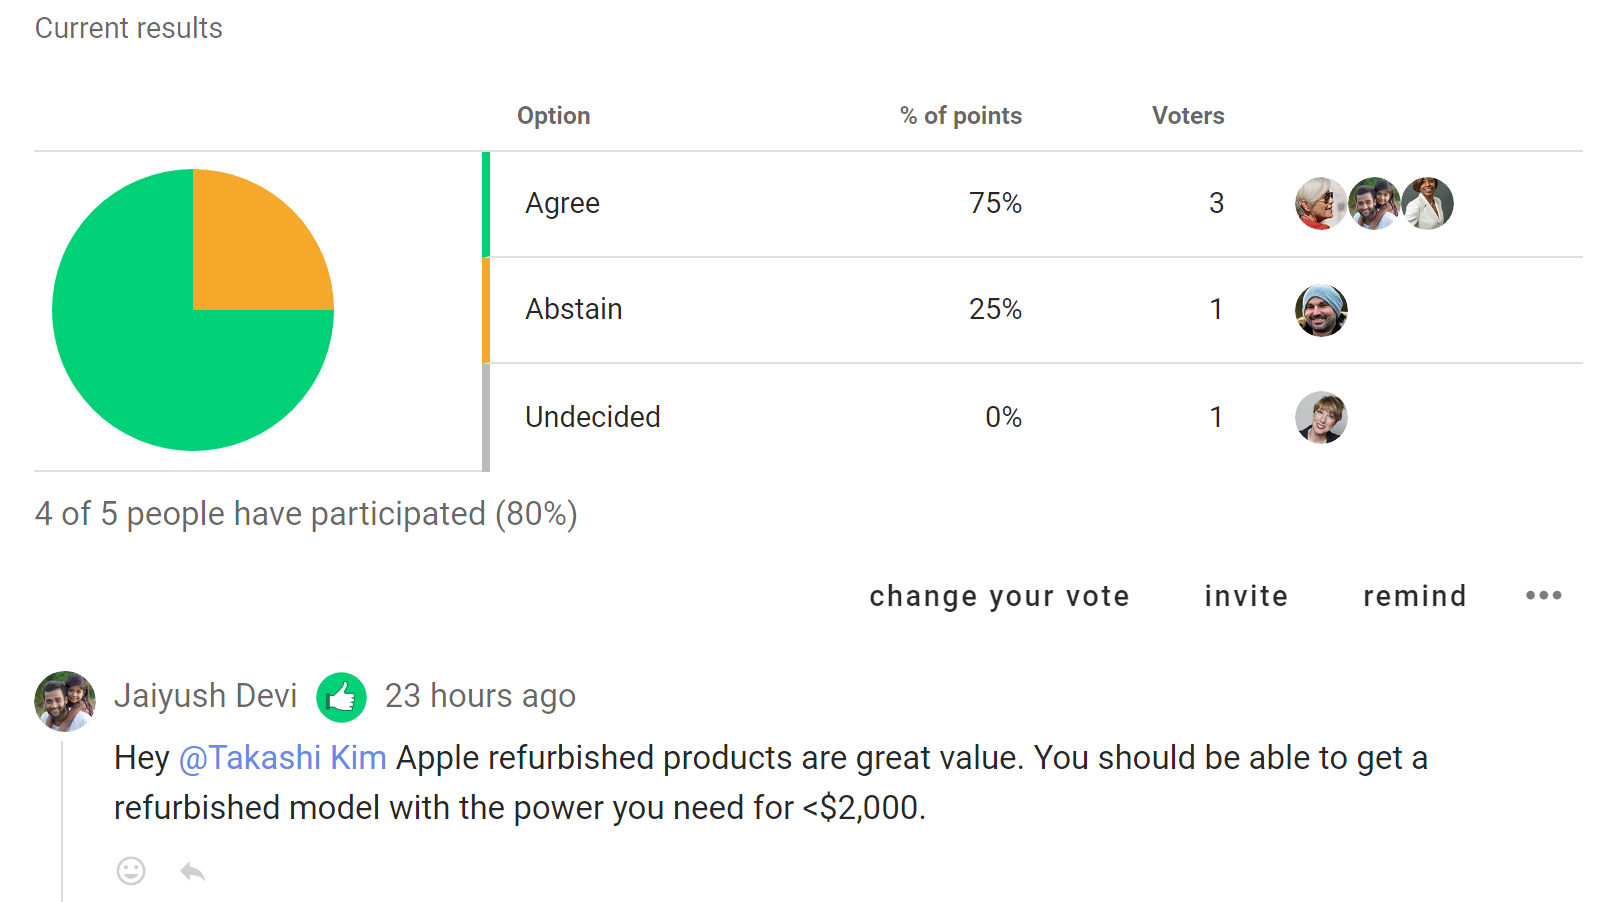 Current results
Option % of points Voters
Agree 75% 3
Abstain 25% 1
Undecided 0% 1
4 of 5 people have participated (80%)
change your vote invite remind
Jaiyush Devi 23 hours ago
Hey @Takashi Kim Apple refurbished products are great value. You should be able to get a
refurbished model with the power you need for <$2,000.